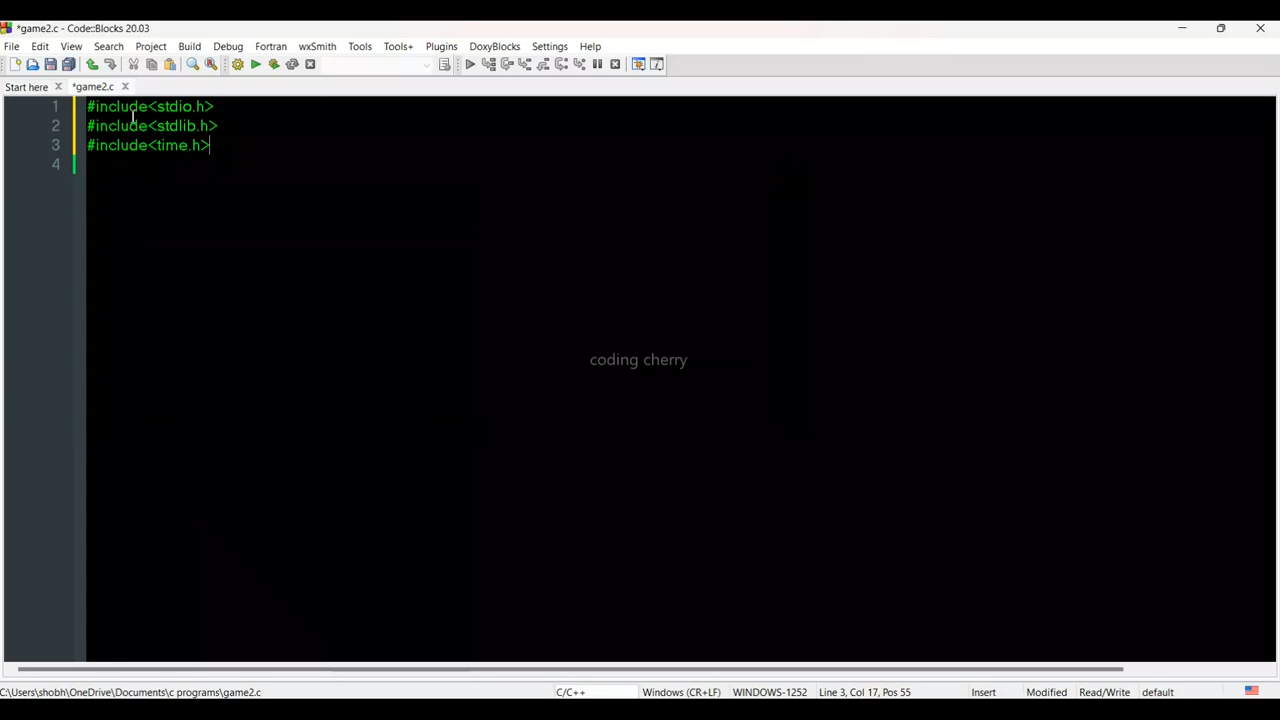 *game2.c - Code::Blocks 20.03
File Edit View Search Project Build Debug Fortran wxSmith Tools Tools+ Plugins DoxyBlocks Settings Help
Start here *game2.c
1 #include<stdio.h>
2 #include<stdlib.h>
3 #include<time.h>
4
coding cherry
C:\Users\shobh\OneDrive\Documents\c programs\game2.c C/C++ Windows (CR+LF) WINDOWS-1252 Line 3, Col 17, Pos 55 Insert Modified Read/Write default